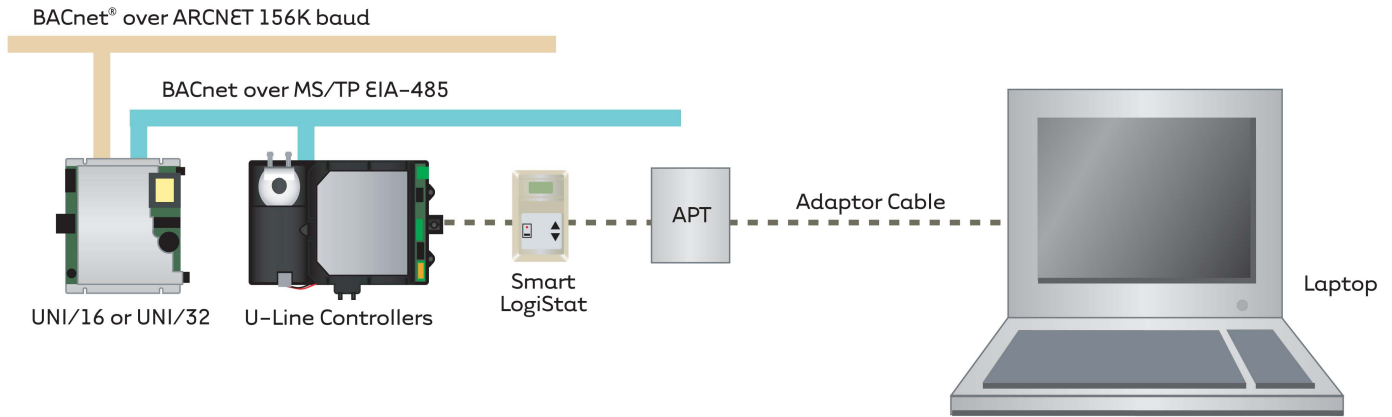 BACnet® over ARCNET 156K baud
BACnet over MS/TP EIA-485
APT
Adaptor Cable
Smart
LogiStat
Laptop
UNI/16 or UNI/32
U-Line Controllers